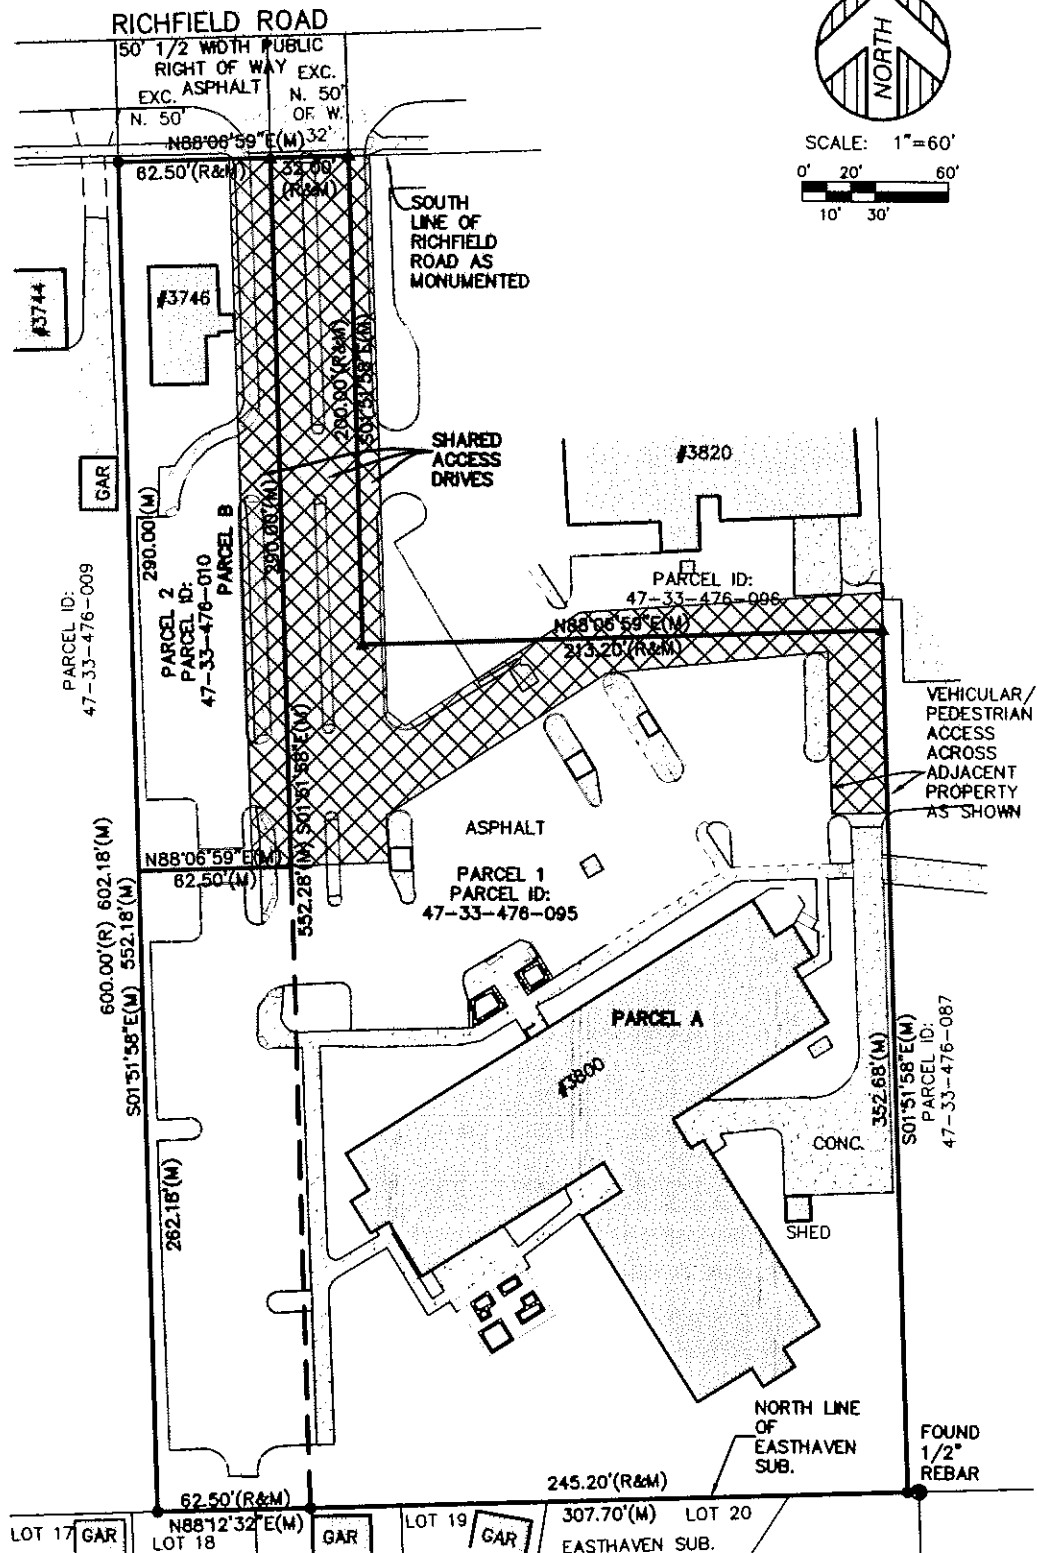 RICHFIELD ROAD
50' 1/2 WIDTH PUBLIC
RIGHT OF WAY
ASPHALT
EXC.
N. 50'
EXC.
N. 50'
OF W.
32'
NORTH
SCALE: 1"=60'
0' 20' 60'
10' 30'
N88°06'59"E(M)
62.50'(R&M)
32.00'
(R&M)
SOUTH
LINE OF
RICHFIELD
ROAD AS
MONUMENTED
#3744
#3746
200.00'(R&M)
S01°51'58"E(M)
SHARED
ACCESS
DRIVES
#3820
GAR
290.00'(M)
PARCEL ID:
47-33-476-009
PARCEL 2
PARCEL ID:
47-33-476-010
PARCEL B
290.00'(M)
PARCEL ID:
47-33-476-096
N88°06'59"E(M)
213.20'(R&M)
VEHICULAR/
PEDESTRIAN
ACCESS
ACROSS
ADJACENT
PROPERTY
AS SHOWN
552.28'(M) S01°51'58"E(M)
ASPHALT
N88°06'59"E(M)
62.50'(M)
PARCEL 1
PARCEL ID:
47-33-476-095
600.00'(R) 602.18'(M)
S01°51'58"E(M) 552.18'(M)
PARCEL A
#3800
352.68'(M)
S01°51'58"E(M)
PARCEL ID:
47-33-476-087
CONC.
262.18'(M)
SHED
NORTH LINE
OF
EASTHAVEN
SUB.
FOUND
1/2"
REBAR
62.50'(R&M)
245.20'(R&M)
N88°12'32"E(M)
307.70'(M)
LOT 17
GAR
LOT 18
GAR
LOT 19
GAR
LOT 20
EASTHAVEN SUB.